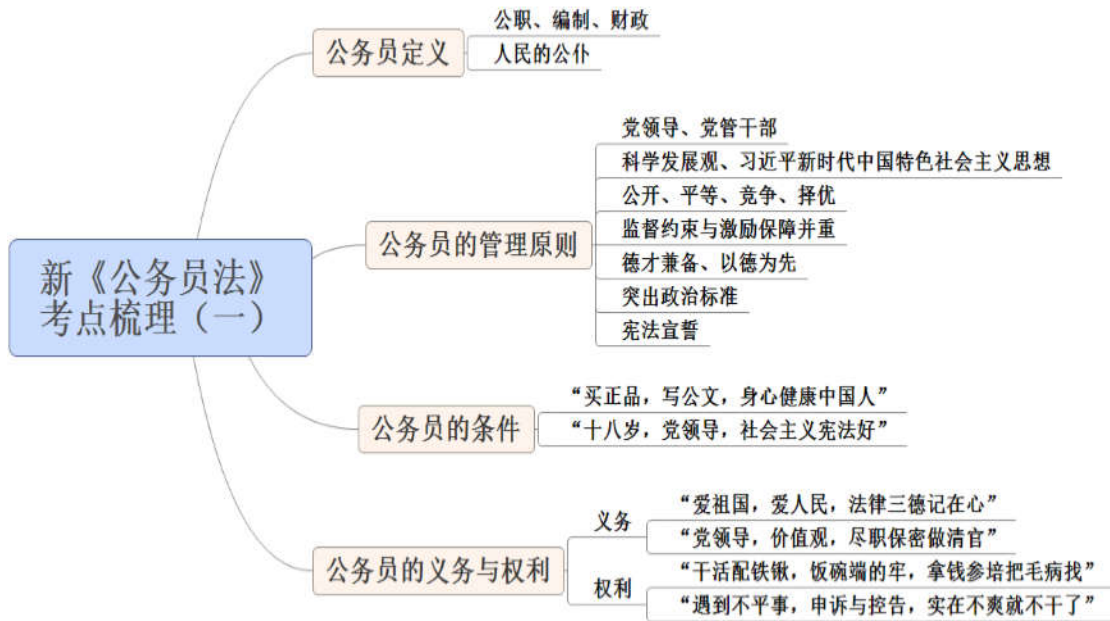 新《公务员法》
考点梳理（一）
公务员定义
公职、编制、财政
人民的公仆
公务员的管理原则
党领导、党管干部
科学发展观、习近平新时代中国特色社会主义思想
公开、平等、竞争、择优
监督约束与激励保障并重
德才兼备、以德为先
突出政治标准
宪法宣誓
公务员的条件
“买正品，写公文，身心健康中国人”
“十八岁，党领导，社会主义宪法好”
公务员的义务与权利
义务
“爱祖国，爱人民，法律三德记在心”
“党领导，价值观，尽职保密做清官”
权利
“干活配铁锹，饭碗端的牢，拿钱参培把毛病找”
“遇到不平事，申诉与控告，实在不爽就不干了”